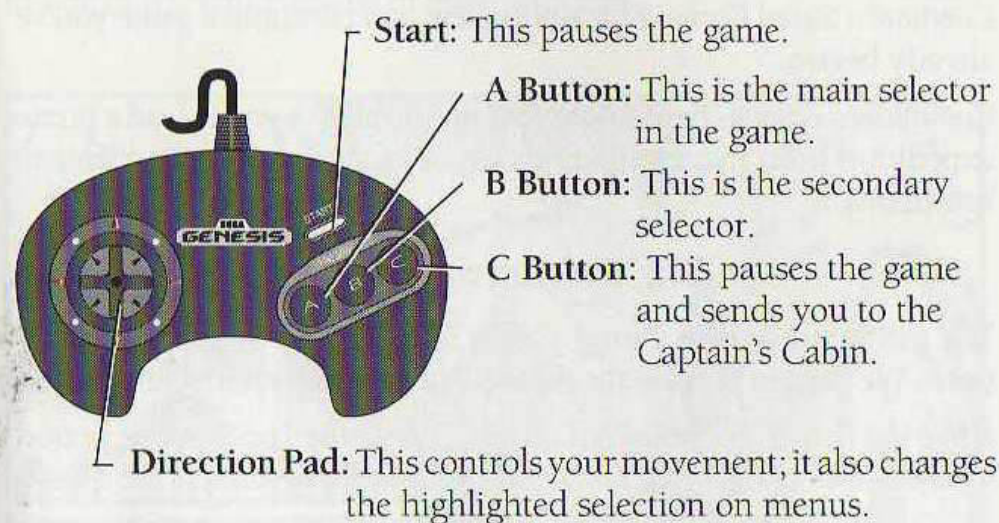 Start: This pauses the game.
A Button: This is the main selector
in the game.
B Button: This is the secondary
selector.
C Button: This pauses the game
and sends you to the
Captain's Cabin.
START
SEGA
GENESIS
A
B
C
Direction Pad: This controls your movement; it also changes
the highlighted selection on menus.